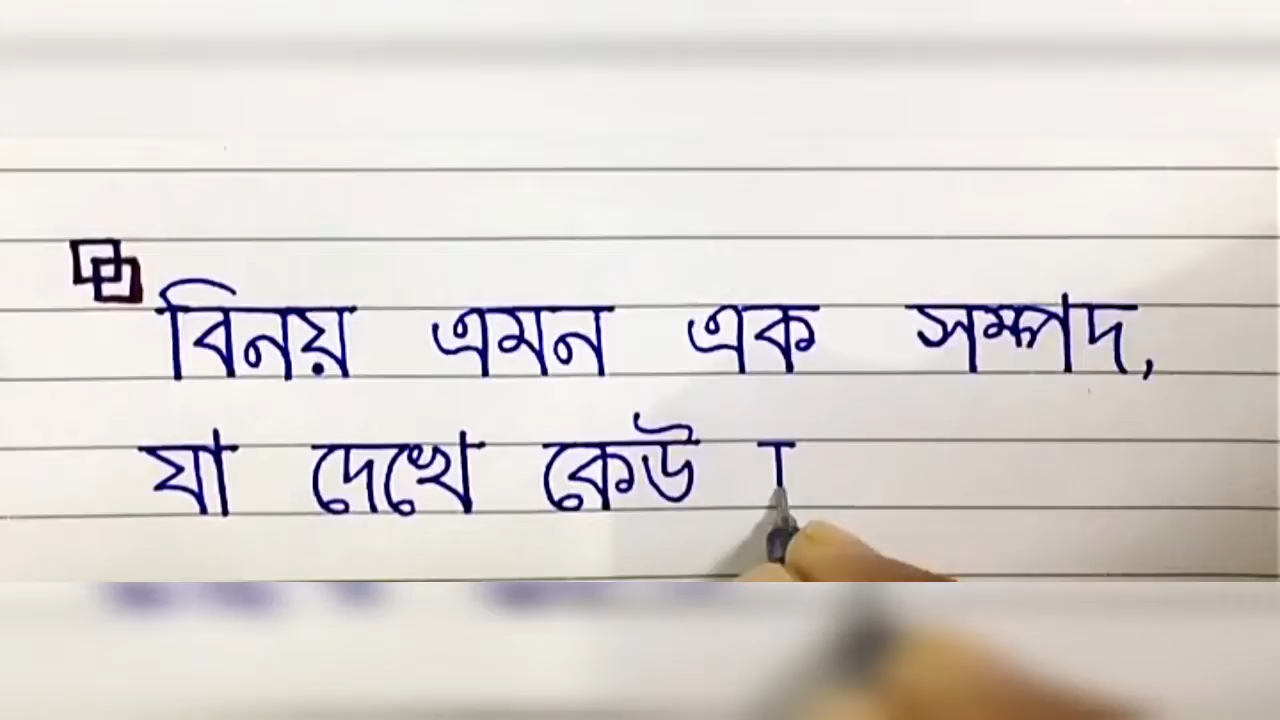 বিনয় এমন এক সম্পদ,
যা দেখে কেউ